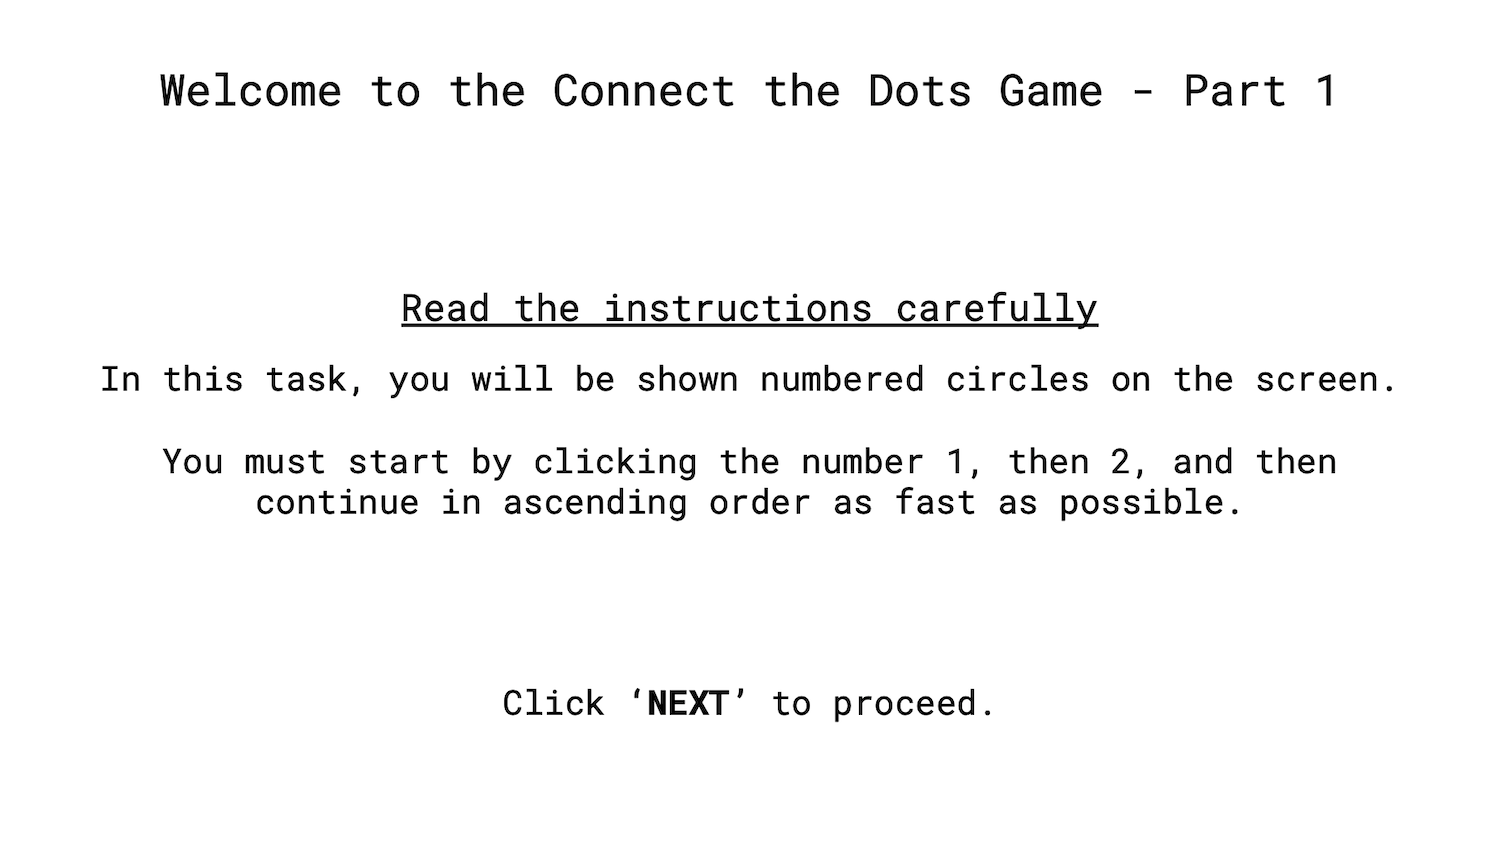 Welcome to the Connect the Dots Game - Part 1
Read the instructions carefully
In this task, you will be shown numbered circles on the screen.
You must start by clicking the number 1, then 2, and then
continue in ascending order as fast as possible.
Click ‘NEXT’ to proceed.